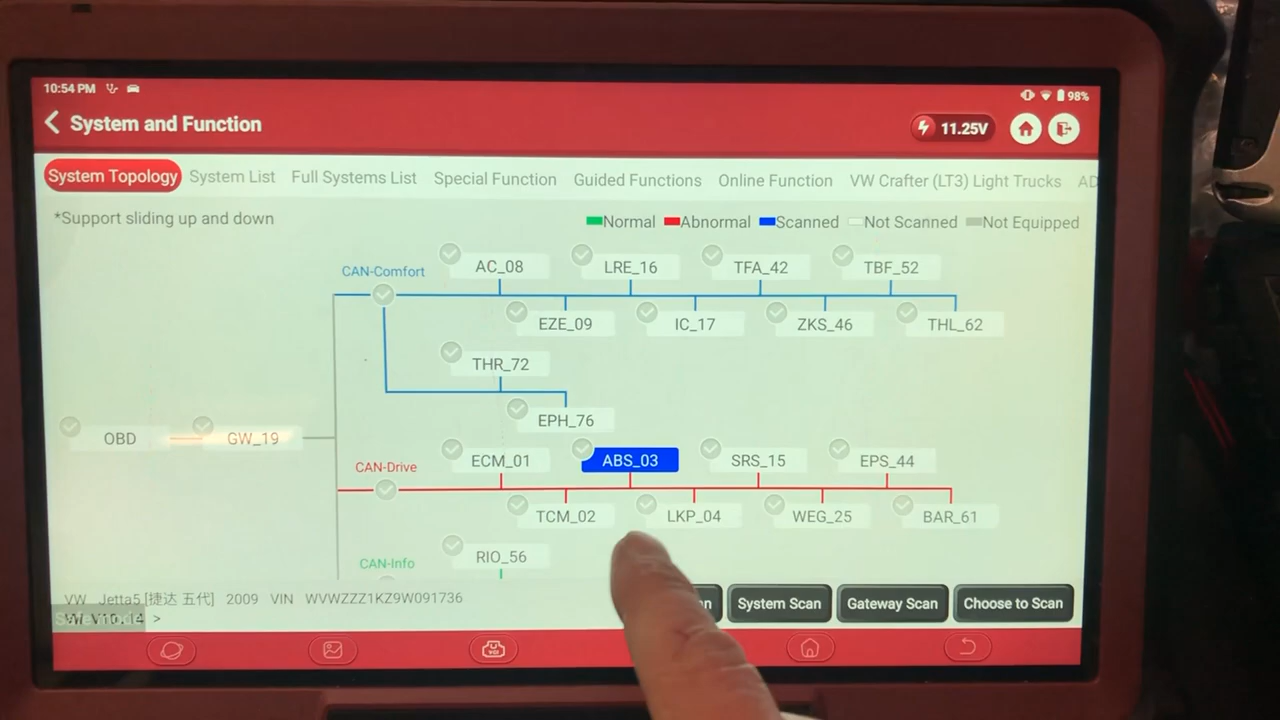 10:54 PM 98%
System and Function 11.25V
System Topology System List Full Systems List Special Function Guided Functions Online Function VW Crafter (LT3) Light Trucks AD
*Support sliding up and down Normal Abnormal Scanned Not Scanned Not Equipped
CAN-Comfort AC_08 LRE_16 TFA_42 TBF_52
EZE_09 IC_17 ZKS_46 THL_62
THR_72
EPH_76
OBD GW_19
CAN-Drive ECM_01 ABS_03 SRS_15 EPS_44
TCM_02 LKP_04 WEG_25 BAR_61
CAN-Info RIO_56
VW Jetta5 [捷达 五代] 2009 VIN WVWZZZ1KZ9W091736
System Scan Gateway Scan Choose to Scan
VCI